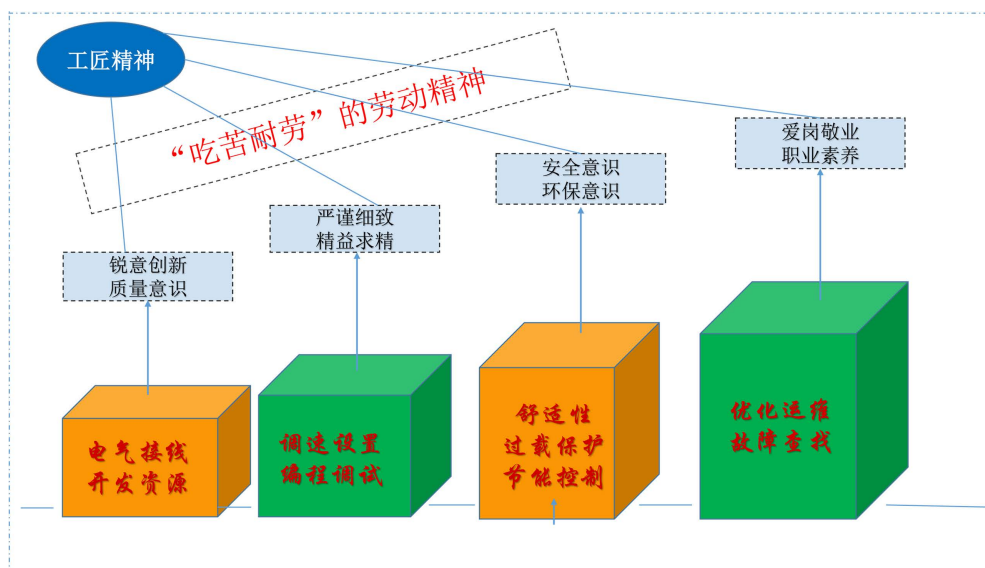 工匠精神
“吃苦耐劳”的劳动精神
爱岗敬业
职业素养
安全意识
环保意识
严谨细致
精益求精
锐意创新
质量意识
电气接线
开发资源
调速设置
编程调试
舒适性
过载保护
节能控制
优化运维
故障查找